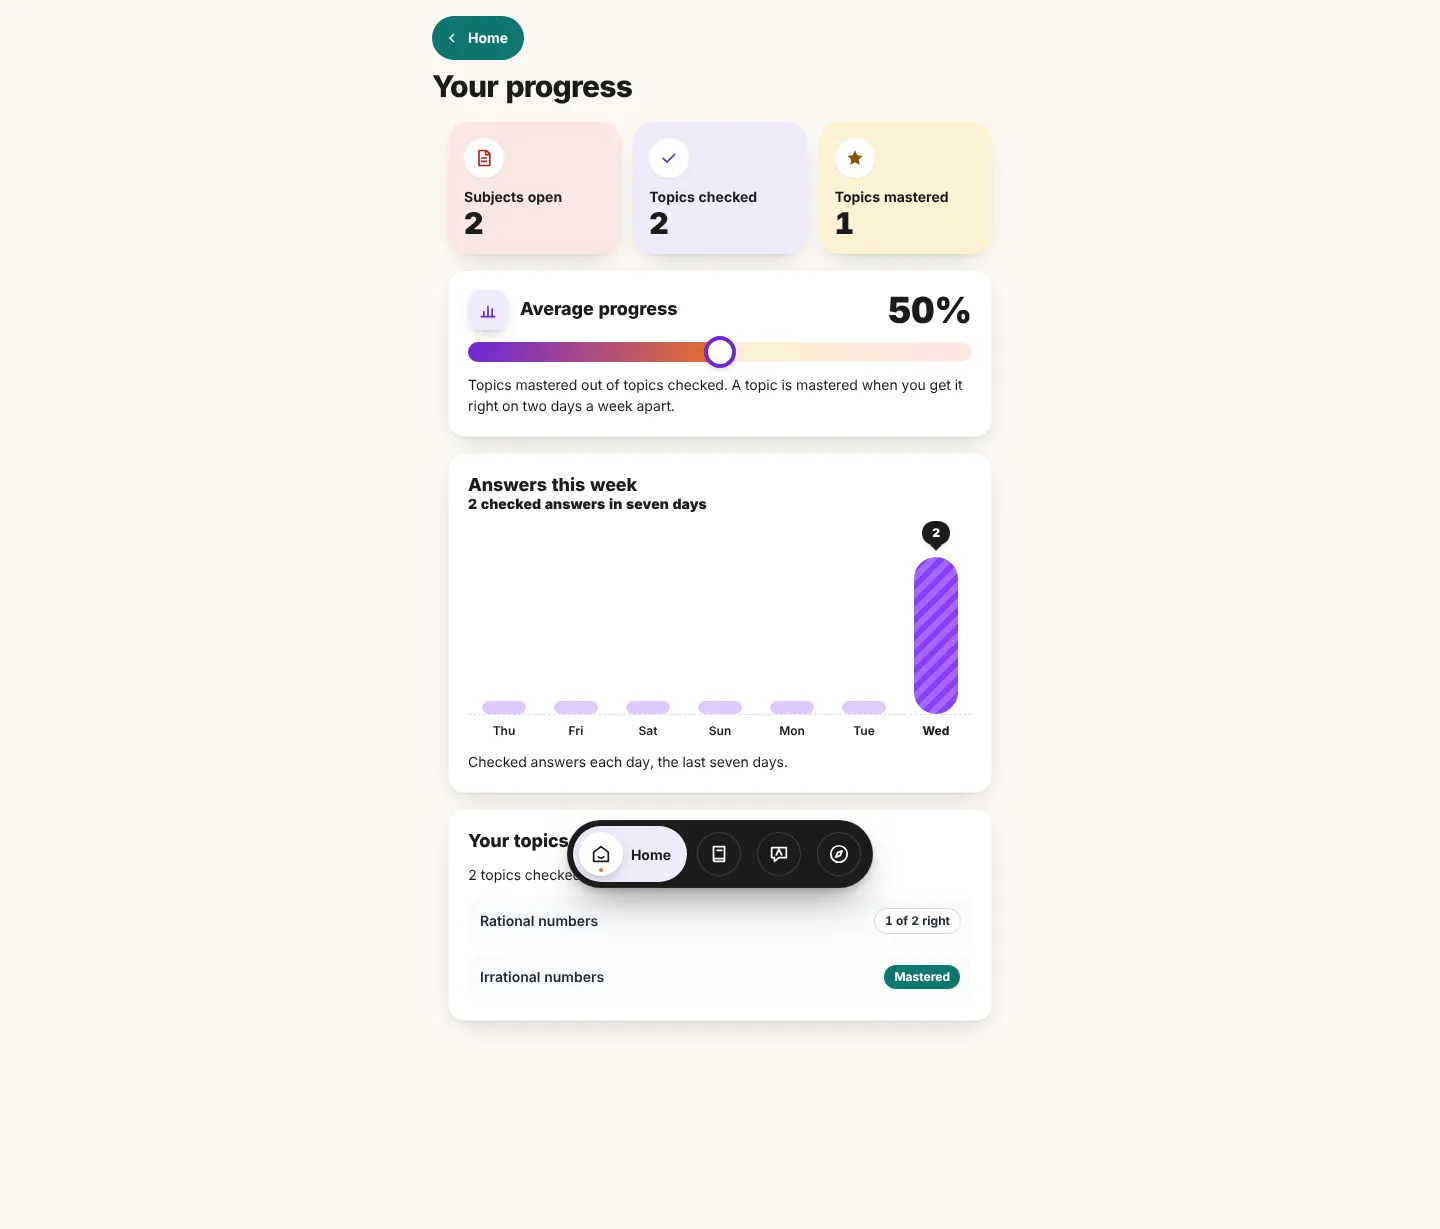 Home
Your progress
Subjects open
2
Topics checked
2
Topics mastered
1
Average progress
50%
Topics mastered out of topics checked. A topic is mastered when you get it
right on two days a week apart.
Answers this week
2 checked answers in seven days
2
Thu Fri Sat Sun Mon Tue Wed
Checked answers each day, the last seven days.
Your topics
Home
2 topics checked
Rational numbers
1 of 2 right
Irrational numbers
Mastered